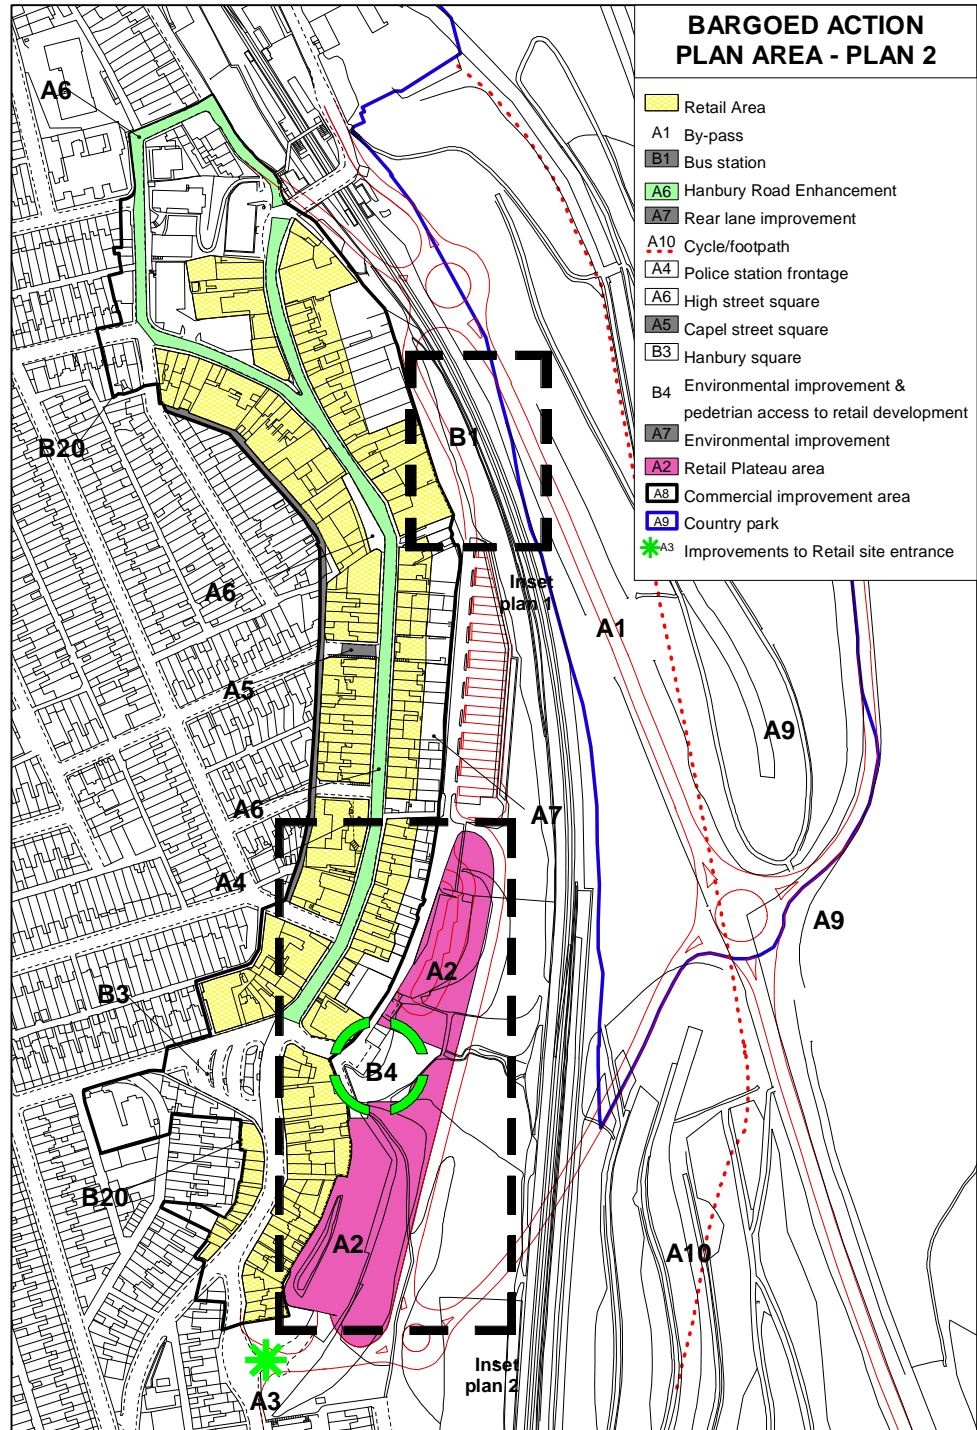 BARGOED ACTION
PLAN AREA - PLAN 2
Retail Area
A1 By-pass
B1 Bus station
A6 Hanbury Road Enhancement
A7 Rear lane improvement
A10 Cycle/footpath
A4 Police station frontage
A6 High street square
A5 Capel street square
B3 Hanbury square
B4 Environmental improvement &
pedetrian access to retail development
A7 Environmental improvement
A2 Retail Plateau area
A8 Commercial improvement area
A9 Country park
A3 Improvements to Retail site entrance
A6
B20
B1
Inset
plan 1
A6
A1
A5
A9
A6
A7
A4
A9
A2
B3
B4
B20
A2
A10
Inset
plan 2
A3